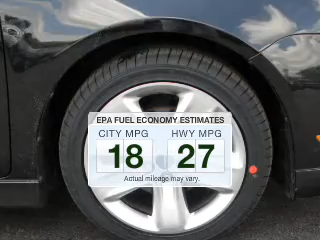 EPA FUEL ECONOMY ESTIMATES
CITY MPG HWY MPG
18 27
Actual mileage may vary.